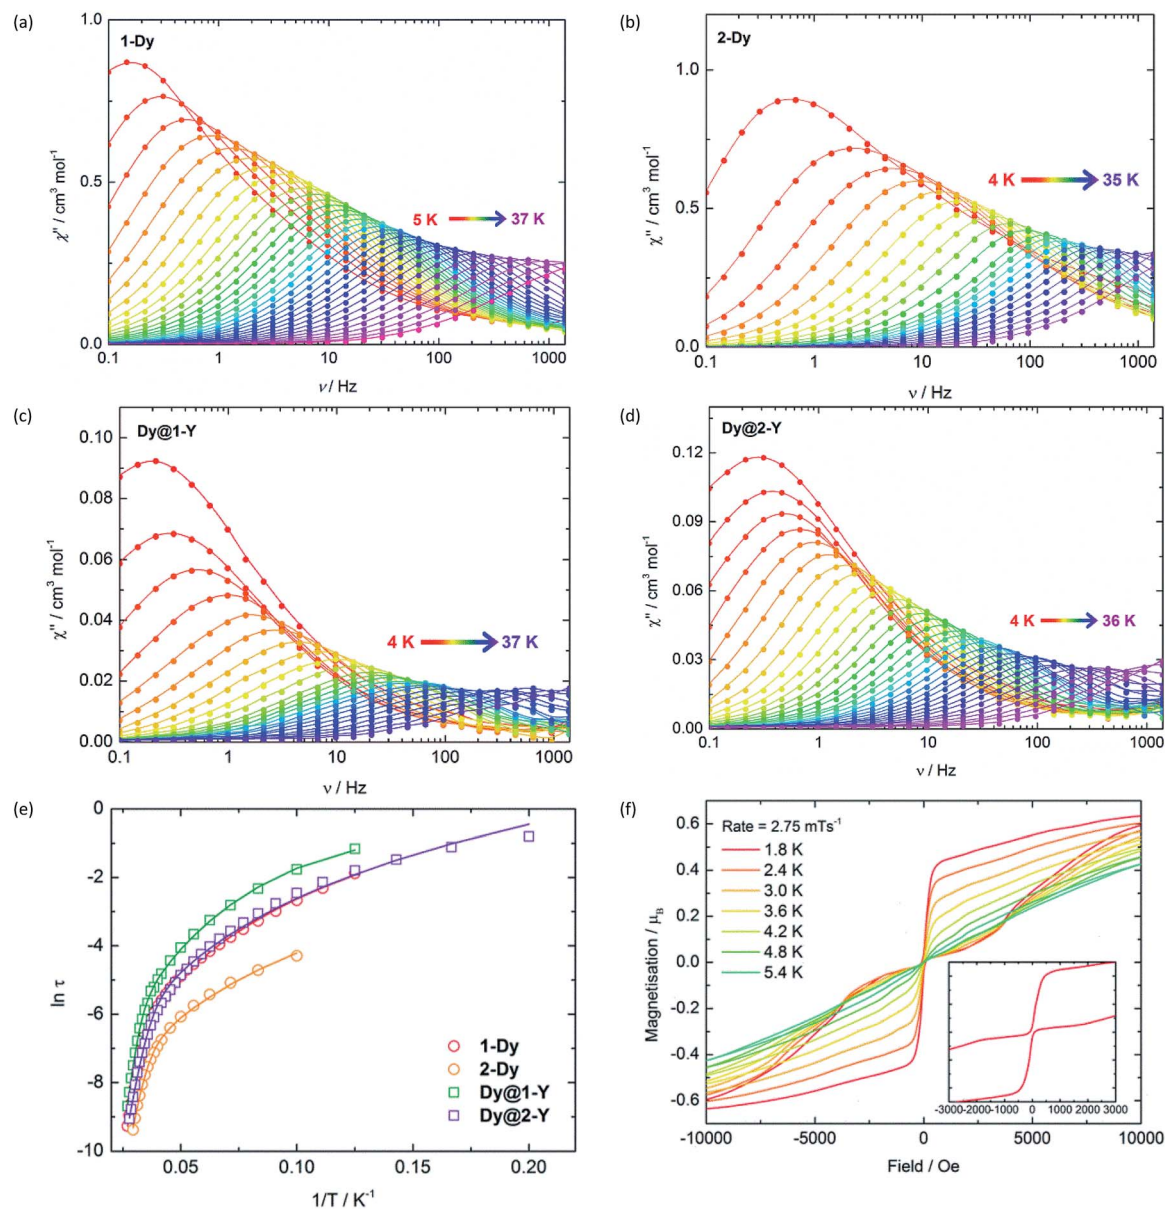 (a)
1-Dy
1.0
0.5
0.0
χ'' / cm³ mol⁻¹
5 K
37 K
0.1
1
10
100
1000
ν / Hz
(b)
2-Dy
1.0
0.5
0.0
χ'' / cm³ mol⁻¹
4 K
35 K
0.1
1
10
100
1000
ν / Hz
(c)
Dy@1-Y
0.10
0.08
0.06
0.04
0.02
0.00
χ'' / cm³ mol⁻¹
4 K
37 K
0.1
1
10
100
1000
ν / Hz
(d)
Dy@2-Y
0.12
0.09
0.06
0.03
0.00
χ'' / cm³ mol⁻¹
4 K
36 K
0.1
1
10
100
1000
ν / Hz
(e)
0
-2
-4
-6
-8
-10
ln τ
1-Dy
2-Dy
Dy@1-Y
Dy@2-Y
0.05
0.10
0.15
0.20
1/T / K⁻¹
(f)
0.6
0.4
0.2
0.0
-0.2
-0.4
-0.6
Magnetisation / μ_B
Rate = 2.75 mTs⁻¹
1.8 K
2.4 K
3.0 K
3.6 K
4.2 K
4.8 K
5.4 K
-3000
-2000
-1000
0
1000
2000
3000
-10000
-5000
0
5000
10000
Field / Oe